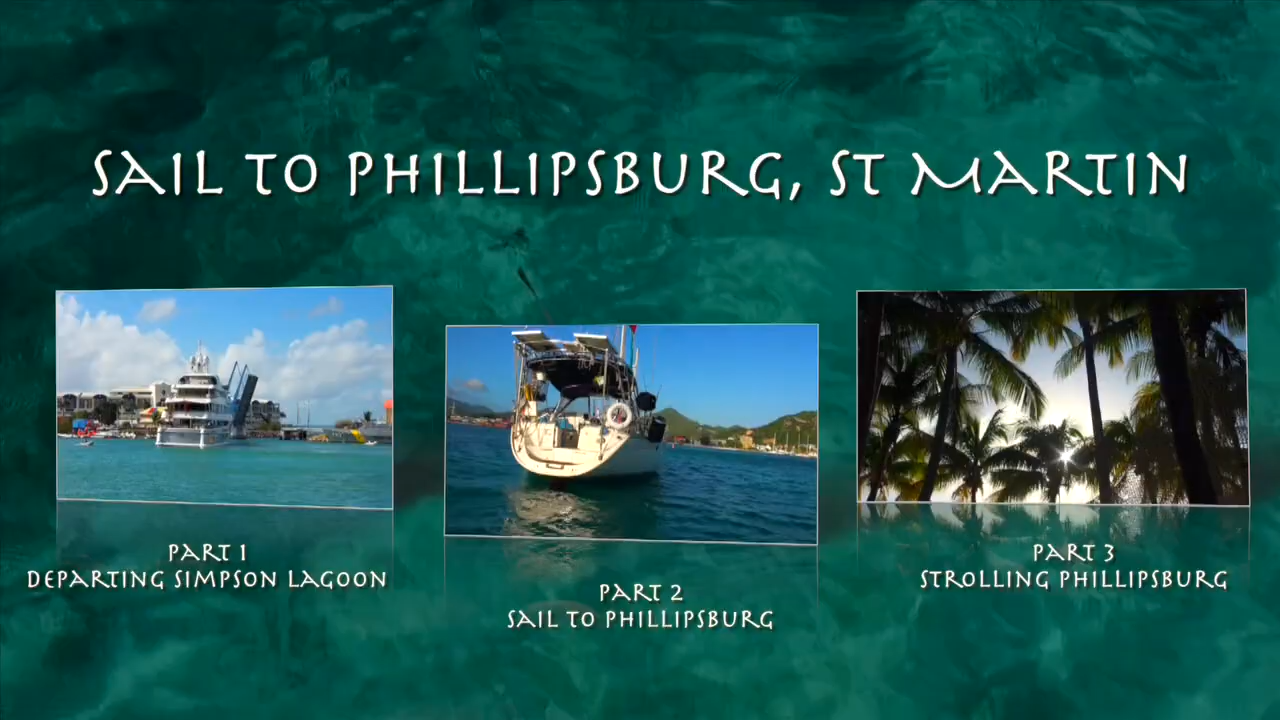 Sail to Phillipsburg, St Martin
Part 1
Departing Simpson Lagoon
Part 2
Sail to Phillipsburg
Part 3
Strolling Phillipsburg